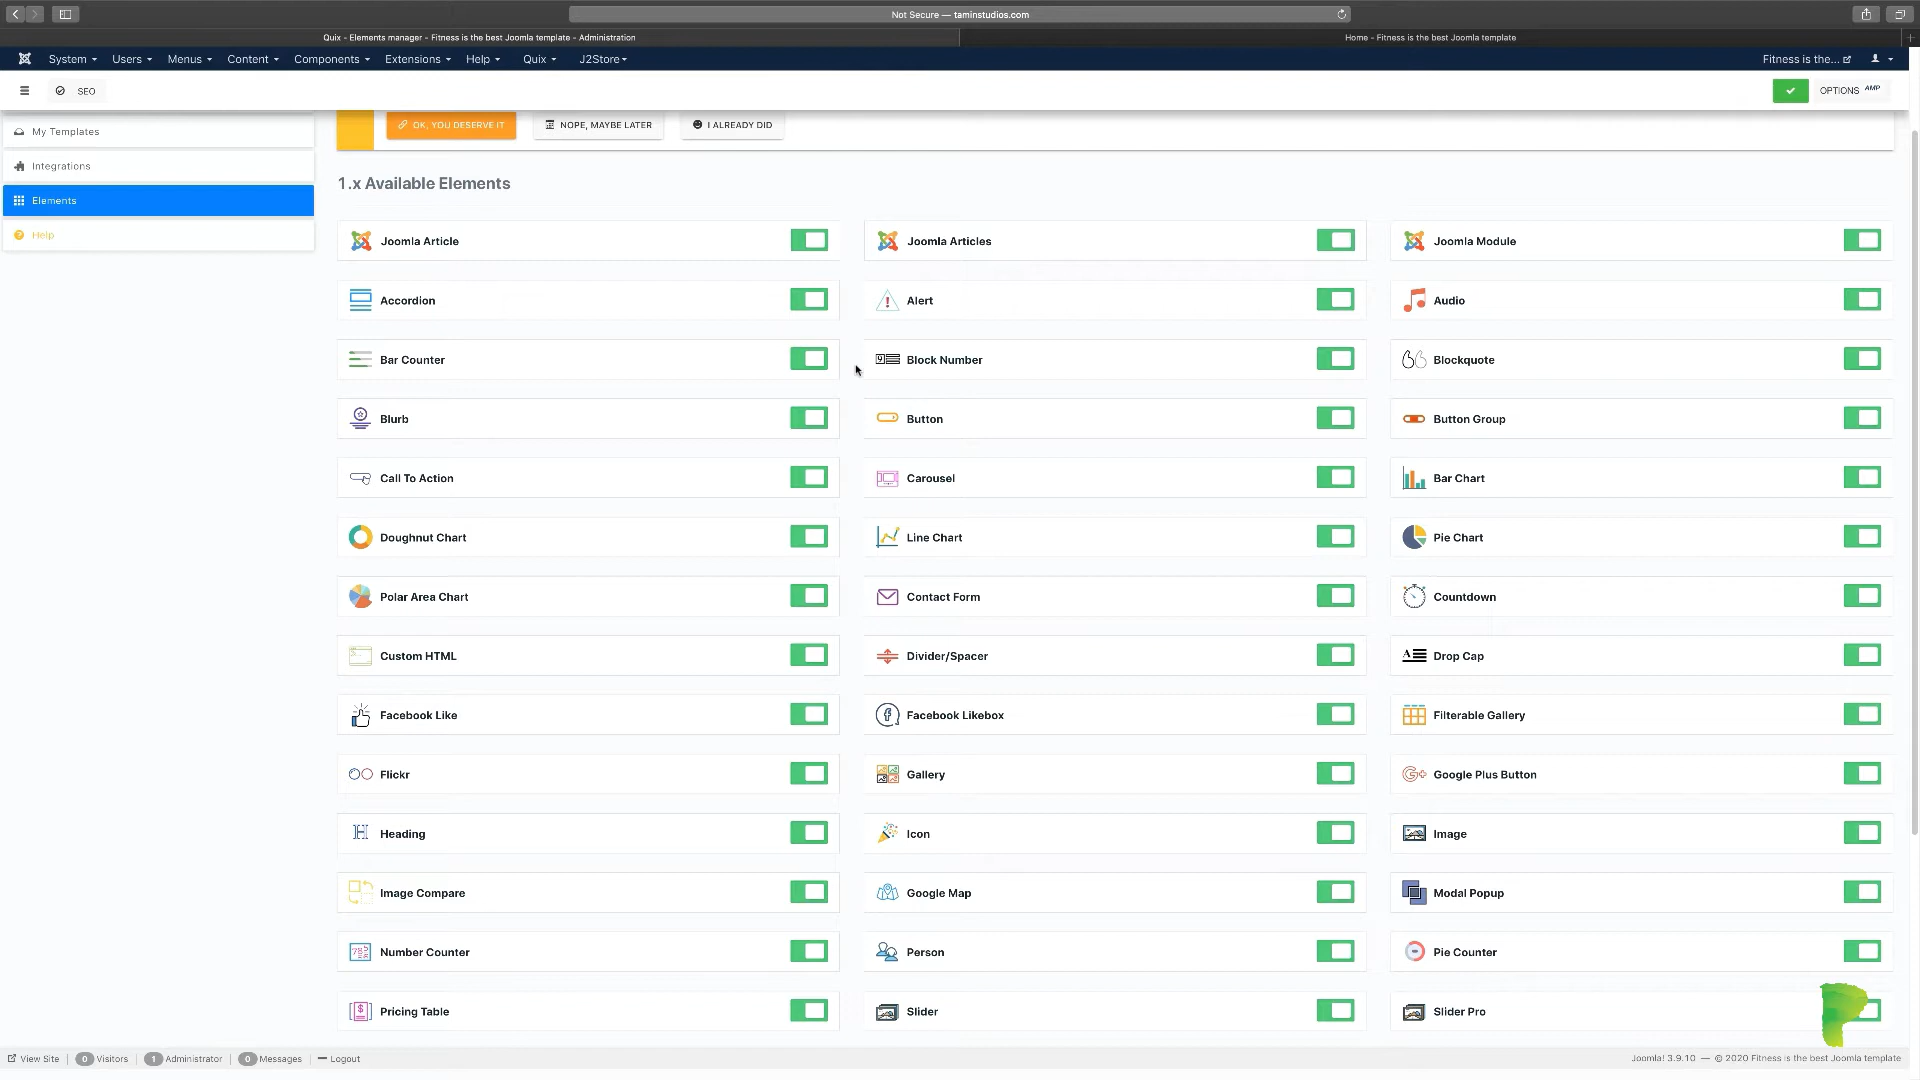 Not Secure — taminstudios.com
Quix - Elements manager - Fitness is the best Joomla template - Administration
Home - Fitness is the best Joomla template
System Users Menus Content Components Extensions Help Quix J2Store Fitness is the...
SEO OPTIONS AMP
My Templates
OK, YOU DESERVE IT NOPE, MAYBE LATER I ALREADY DID
Integrations
Elements
Help
1.x Available Elements
Joomla Article Joomla Articles Joomla Module
Accordion Alert Audio
Bar Counter Block Number Blockquote
Blurb Button Button Group
Call To Action Carousel Bar Chart
Doughnut Chart Line Chart Pie Chart
Polar Area Chart Contact Form Countdown
Custom HTML Divider/Spacer Drop Cap
Facebook Like Facebook Likebox Filterable Gallery
Flickr Gallery Google Plus Button
Heading Icon Image
Image Compare Google Map Modal Popup
Number Counter Person Pie Counter
Pricing Table Slider Slider Pro
View Site 0 Visitors 1 Administrator 0 Messages Logout Joomla! 3.9.10 — © 2020 Fitness is the best Joomla template